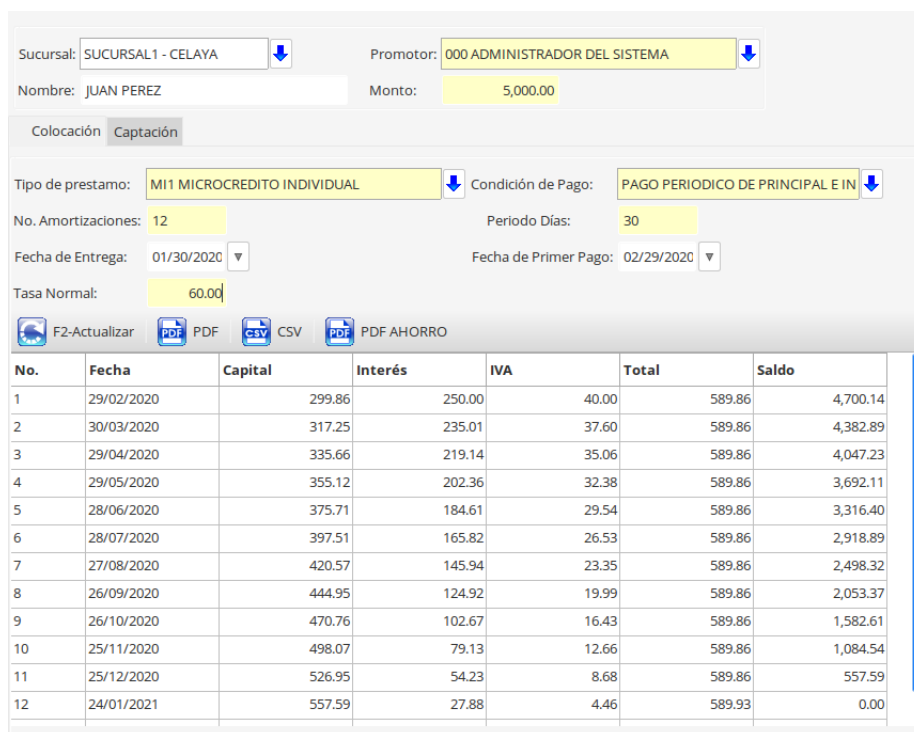 Sucursal: SUCURSAL1 - CELAYA Promotor: 000 ADMINISTRADOR DEL SISTEMA
Nombre: JUAN PEREZ Monto: 5,000.00
Colocación Captación
Tipo de prestamo: MI1 MICROCREDITO INDIVIDUAL Condición de Pago: PAGO PERIODICO DE PRINCIPAL E IN
No. Amortizaciones: 12 Periodo Días: 30
Fecha de Entrega: 01/30/2020 Fecha de Primer Pago: 02/29/2020
Tasa Normal: 60.00
F2-Actualizar PDF PDF CSV CSV PDF PDF AHORRO
No. Fecha Capital Interés IVA Total Saldo
1 29/02/2020 299.86 250.00 40.00 589.86 4,700.14
2 30/03/2020 317.25 235.01 37.60 589.86 4,382.89
3 29/04/2020 335.66 219.14 35.06 589.86 4,047.23
4 29/05/2020 355.12 202.36 32.38 589.86 3,692.11
5 28/06/2020 375.71 184.61 29.54 589.86 3,316.40
6 28/07/2020 397.51 165.82 26.53 589.86 2,918.89
7 27/08/2020 420.57 145.94 23.35 589.86 2,498.32
8 26/09/2020 444.95 124.92 19.99 589.86 2,053.37
9 26/10/2020 470.76 102.67 16.43 589.86 1,582.61
10 25/11/2020 498.07 79.13 12.66 589.86 1,084.54
11 25/12/2020 526.95 54.23 8.68 589.86 557.59
12 24/01/2021 557.59 27.88 4.46 589.93 0.00